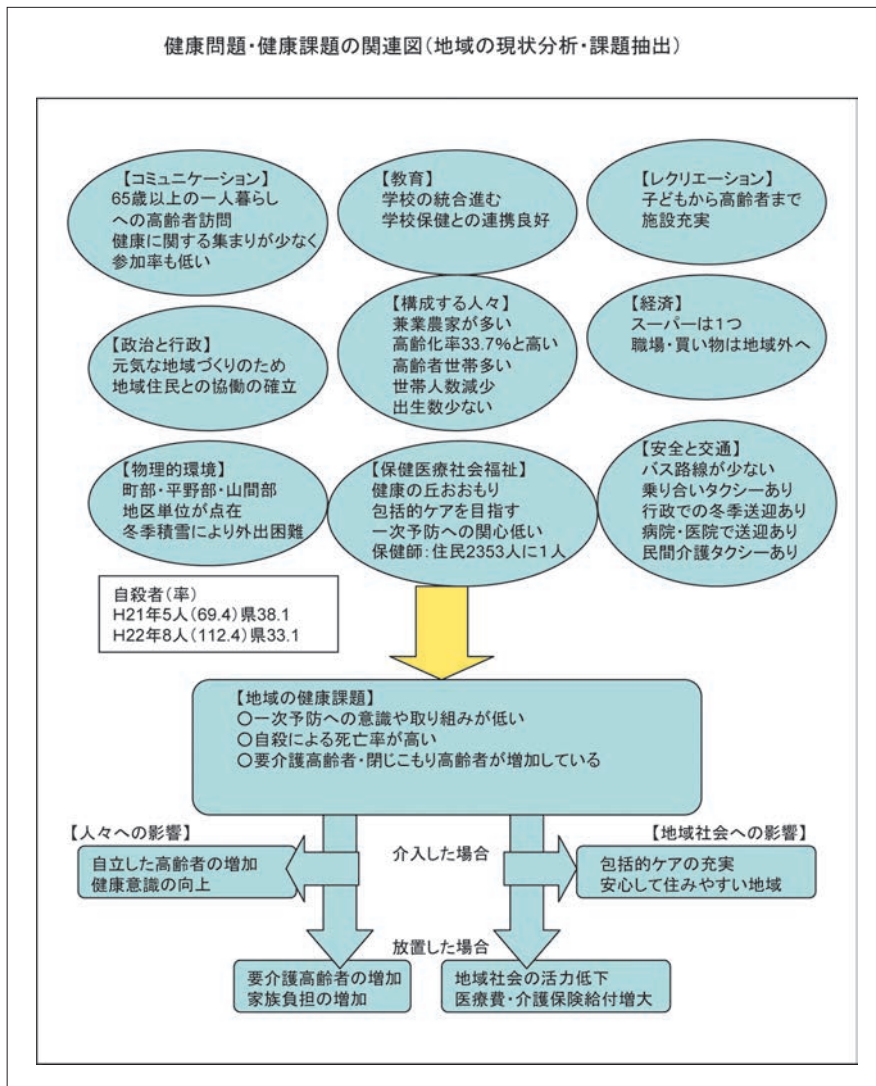 健康問題・健康課題の関連図(地域の現状分析・課題抽出)
【コミュニケーション】
65歳以上の一人暮らし
への高齢者訪問
健康に関する集まりが少なく
参加率も低い
【教育】
学校の統合進む
学校保健との連携良好
【レクリエーション】
子どもから高齢者まで
施設充実
【政治と行政】
元気な地域づくりのため
地域住民との協働の確立
【構成する人々】
兼業農家が多い
高齢化率33.7%と高い
高齢者世帯多い
世帯人数減少
出生数少ない
【経済】
スーパーは1つ
職場・買い物は地域外へ
【物理的環境】
町部・平野部・山間部
地区単位が点在
冬季積雪により外出困難
【保健医療社会福祉】
健康の丘おおもり
包括的ケアを目指す
一次予防への関心低い
保健師:住民2353人に1人
【安全と交通】
バス路線が少ない
乗り合いタクシーあり
行政での冬季送迎あり
病院・医院で送迎あり
民間介護タクシーあり
自殺者(率)
H21年5人(69.4)県38.1
H22年8人(112.4)県33.1
【地域の健康課題】
〇一次予防への意識や取り組みが低い
〇自殺による死亡率が高い
〇要介護高齢者・閉じこもり高齢者が増加している
【人々への影響】
【地域社会への影響】
自立した高齢者の増加
健康意識の向上
介入した場合
包括的ケアの充実
安心して住みやすい地域
放置した場合
要介護高齢者の増加
家族負担の増加
地域社会の活力低下
医療費・介護保険給付増大